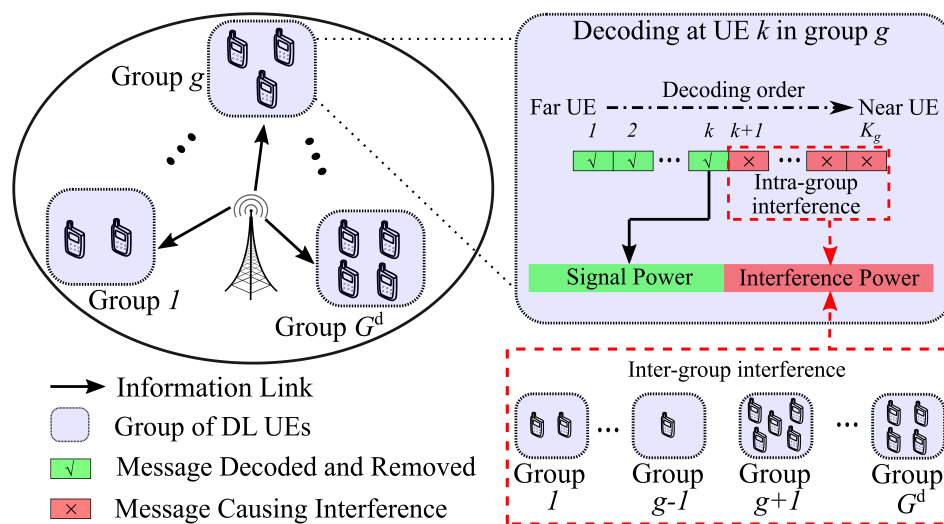 Group g
Group 1
Group G^d
Information Link
Group of DL UEs
√ Message Decoded and Removed
× Message Causing Interference
Decoding at UE k in group g
Decoding order
Far UE
Near UE
1 2 k k+1 K_g
√ √ ... √ × ... × ×
Intra-group
interference
Signal Power
Interference Power
Inter-group interference
... ...
Group Group Group Group
1 g-1 g+1 G^d